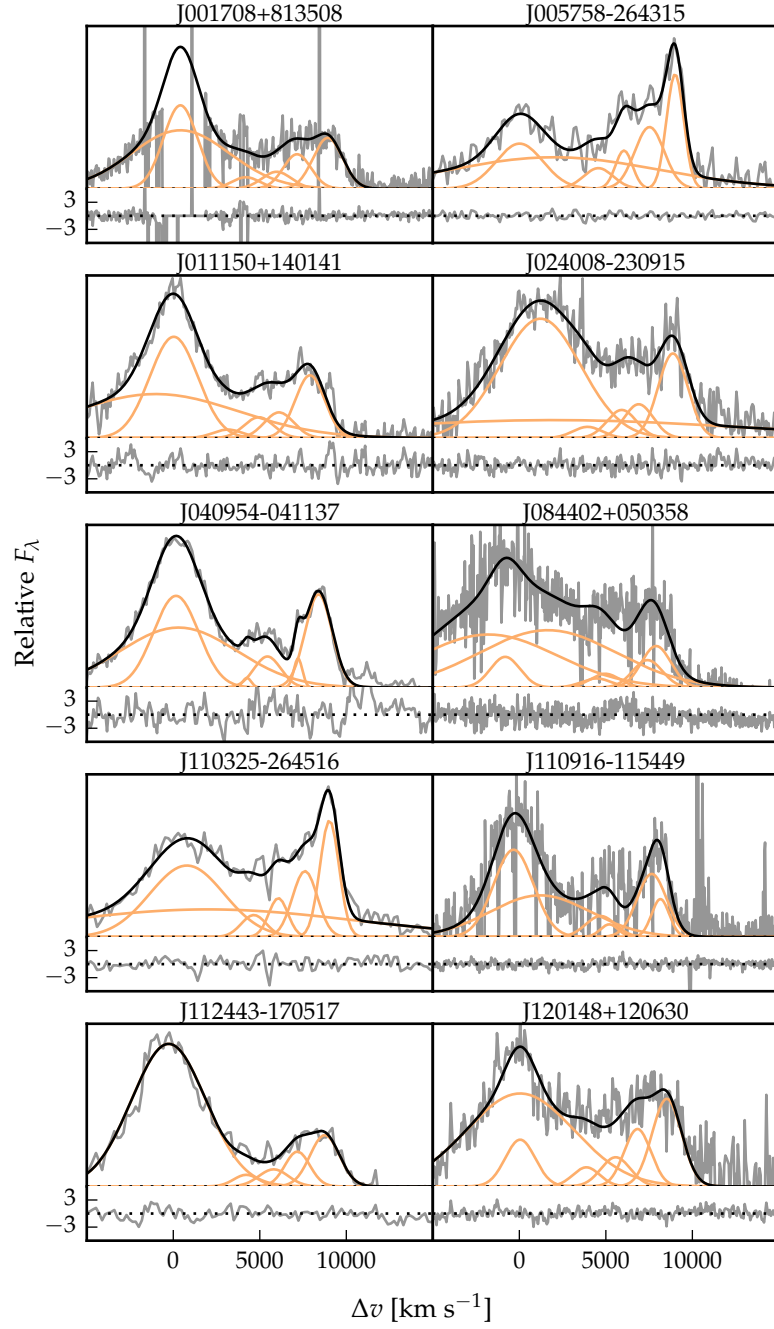 J001708+813508 J005758-264315
3
−3
J011150+140141 J024008-230915
3
−3
J040954-041137 J084402+050358
3
−3
J110325-264516 J110916-115449
3
−3
J112443-170517 J120148+120630
3
−3
0 5000 10000 0 5000 10000
Relative F_λ
Δv [km s⁻¹]